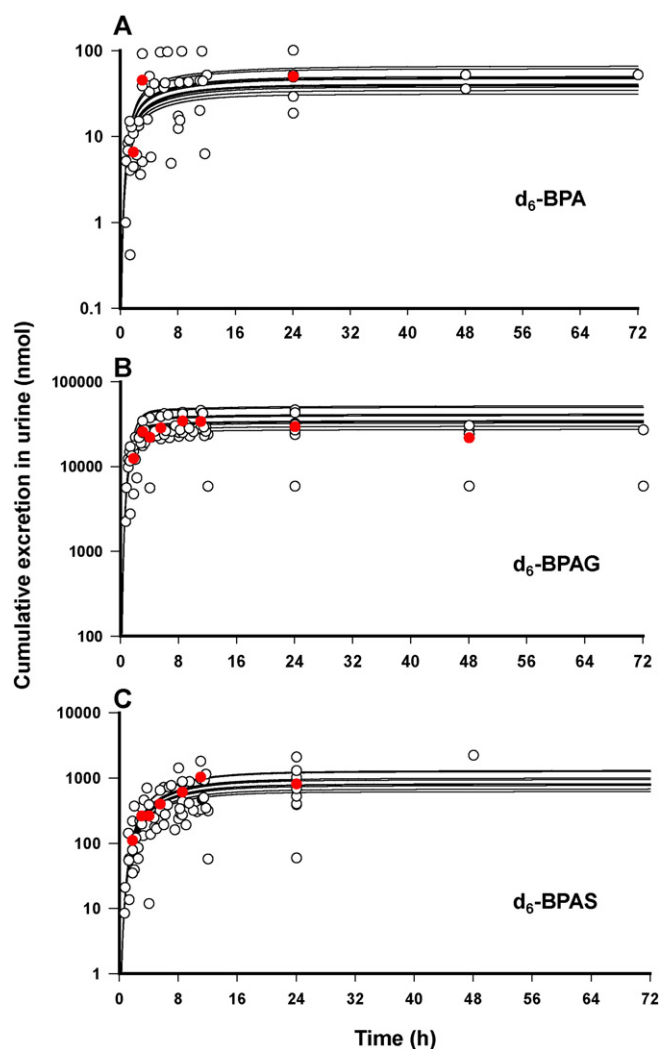 A
100
10
1
0.1
d₆-BPA
0 8 16 24 32 40 48 56 64 72
B
100000
10000
1000
100
d₆-BPAG
0 8 16 24 32 40 48 56 64 72
C
10000
1000
100
10
1
d₆-BPAS
0 8 16 24 32 40 48 56 64 72
Cumulative excretion in urine (nmol)
Time (h)